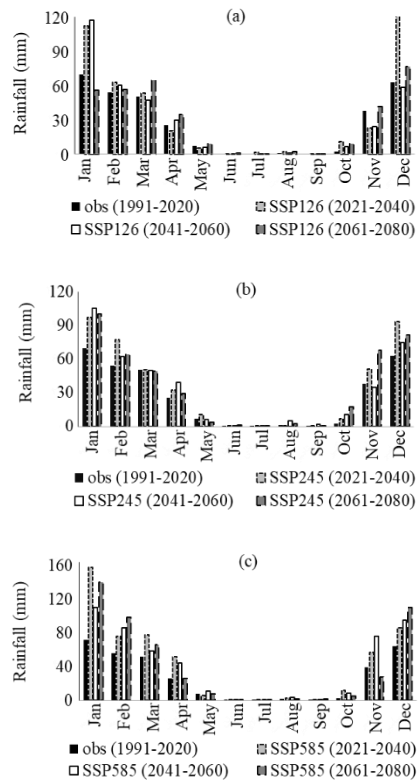 (a)
Rainfall (mm)
120
90
60
30
0
Jan Feb Mar Apr May Jun Jul Aug Sep Oct Nov Dec
obs (1991-2020) SSP126 (2021-2040)
SSP126 (2041-2060) SSP126 (2061-2080)
(b)
Rainfall (mm)
120
90
60
30
0
Jan Feb Mar Apr May Jun Jul Aug Sep Oct Nov Dec
obs (1991-2020) SSP245 (2021-2040)
SSP245 (2041-2060) SSP245 (2061-2080)
(c)
Rainfall (mm)
160
120
80
40
0
Jan Feb Mar Apr May Jun Jul Aug Sep Oct Nov Dec
obs (1991-2020) SSP585 (2021-2040)
SSP585 (2041-2060) SSP585 (2061-2080)